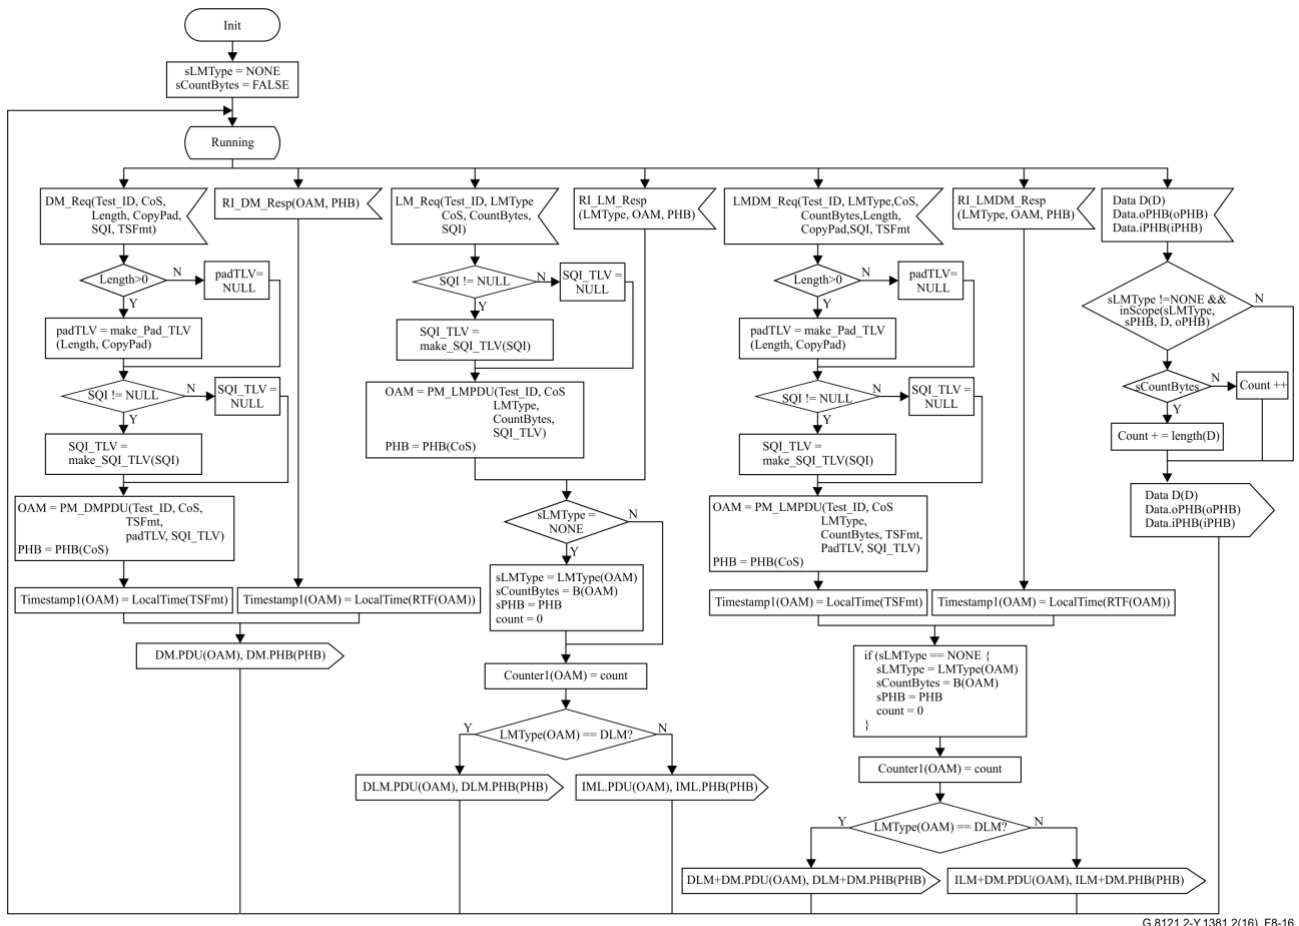 Init
sLMType = NONE
sCountBytes = FALSE
Running
DM_Req(Test_ID, CoS,
Length, CopyPad,
SQI, TSFmt)
Length>0
N
padTLV=
NULL
Y
padTLV = make_Pad_TLV
(Length, CopyPad)
SQI != NULL
N
SQI_TLV =
NULL
Y
SQI_TLV =
make_SQI_TLV(SQI)
OAM = PM_DMPDU(Test_ID, CoS,
TSFmt,
padTLV, SQI_TLV)
PHB = PHB(CoS)
Timestamp1(OAM) = LocalTime(TSFmt)
RI_DM_Resp(OAM, PHB)
Timestamp1(OAM) = LocalTime(RTF(OAM))
DM.PDU(OAM), DM.PHB(PHB)
LM_Req(Test_ID, LMType
CoS, CountBytes,
SQI)
SQI != NULL
N
SQI_TLV =
NULL
Y
SQI_TLV =
make_SQI_TLV(SQI)
OAM = PM_LMPDU(Test_ID, CoS
LMType,
CountBytes,
SQI_TLV)
PHB = PHB(CoS)
RI_LM_Resp
(LMType, OAM, PHB)
sLMType =
NONE
N
Y
sLMType = LMType(OAM)
sCountBytes = B(OAM)
sPHB = PHB
count = 0
Counter1(OAM) = count
Y
LMType(OAM) == DLM?
N
DLM.PDU(OAM), DLM.PHB(PHB)
IML.PDU(OAM), IML.PHB(PHB)
LMDM_Req(Test_ID, LMType,CoS,
CountBytes,Length,
CopyPad,SQI, TSFmt
Length>0
N
padTLV=
NULL
Y
padTLV = make_Pad_TLV
(Length, CopyPad)
SQI != NULL
N
SQI_TLV =
NULL
Y
SQI_TLV =
make_SQI_TLV(SQI)
OAM = PM_LMPDU(Test_ID, CoS
LMType,
CountBytes, TSFmt,
PadTLV, SQI_TLV)
PHB = PHB(CoS)
Timestamp1(OAM) = LocalTime(TSFmt)
RI_LMDM_Resp
(LMType, OAM, PHB)
Timestamp1(OAM) = LocalTime(RTF(OAM))
if (sLMType == NONE {
sLMType = LMType(OAM)
sCountBytes = B(OAM)
sPHB = PHB
count = 0
}
Counter1(OAM) = count
Y
LMType(OAM) == DLM?
N
DLM+DM.PDU(OAM), DLM+DM.PHB(PHB)
ILM+DM.PDU(OAM), ILM+DM.PHB(PHB)
Data D(D)
Data.oPHB(oPHB)
Data.iPHB(iPHB)
sLMType !=NONE &&
inScope(sLMType,
sPHB, D, oPHB)
N
Y
sCountBytes
N
Count ++
Y
Count + = length(D)
Data D(D)
Data.oPHB(oPHB)
Data.iPHB(iPHB)
G.8121.2-Y.1381.2(16)_F8-16